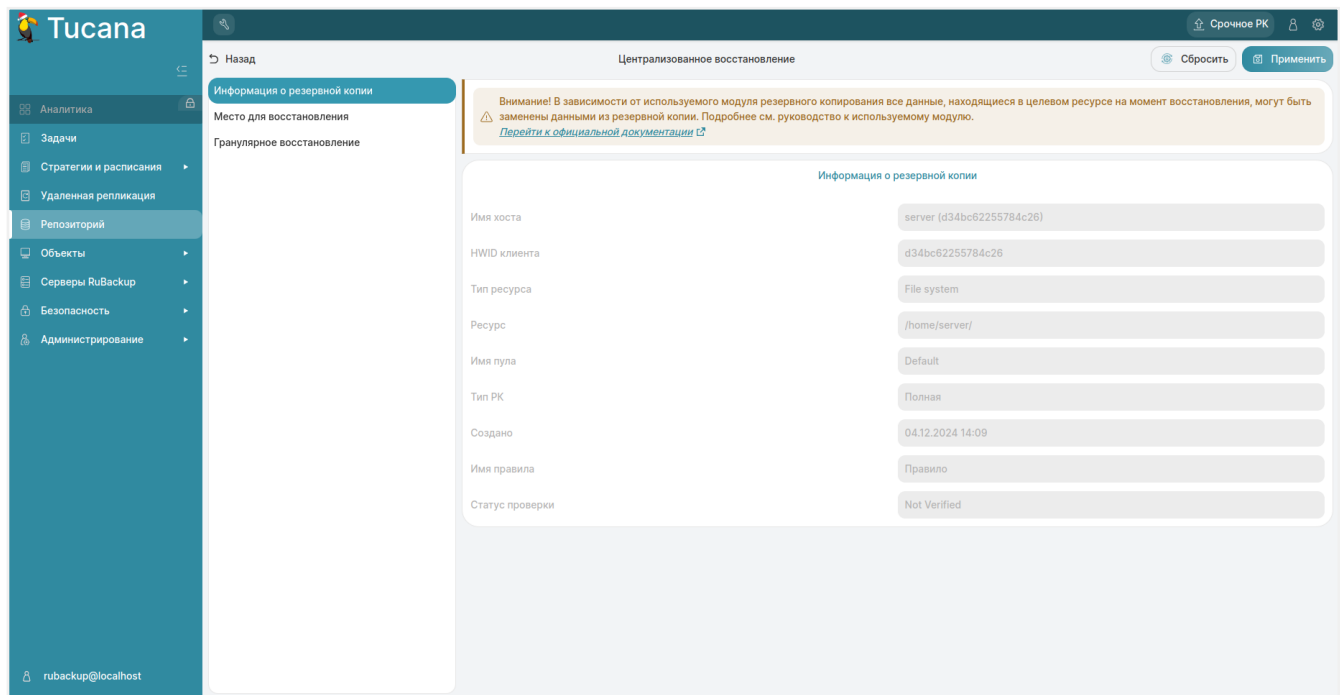 Tucana
Срочное РК
Назад
Централизованное восстановление
Сбросить
Применить
Аналитика
Задачи
Стратегии и расписания
Удаленная репликация
Репозиторий
Объекты
Серверы RuBackup
Безопасность
Администрирование
rubackup@localhost
Информация о резервной копии
Место для восстановления
Гранулярное восстановление
Внимание! В зависимости от используемого модуля резервного копирования все данные, находящиеся в целевом ресурсе на момент восстановления, могут быть
заменены данными из резервной копии. Подробнее см. руководство к используемому модулю.
Перейти к официальной документации
Информация о резервной копии
Имя хоста server (d34bc62255784c26)
HWID клиента d34bc62255784c26
Тип ресурса File system
Ресурс /home/server/
Имя пула Default
Тип РК Полная
Создано 04.12.2024 14:09
Имя правила Правило
Статус проверки Not Verified